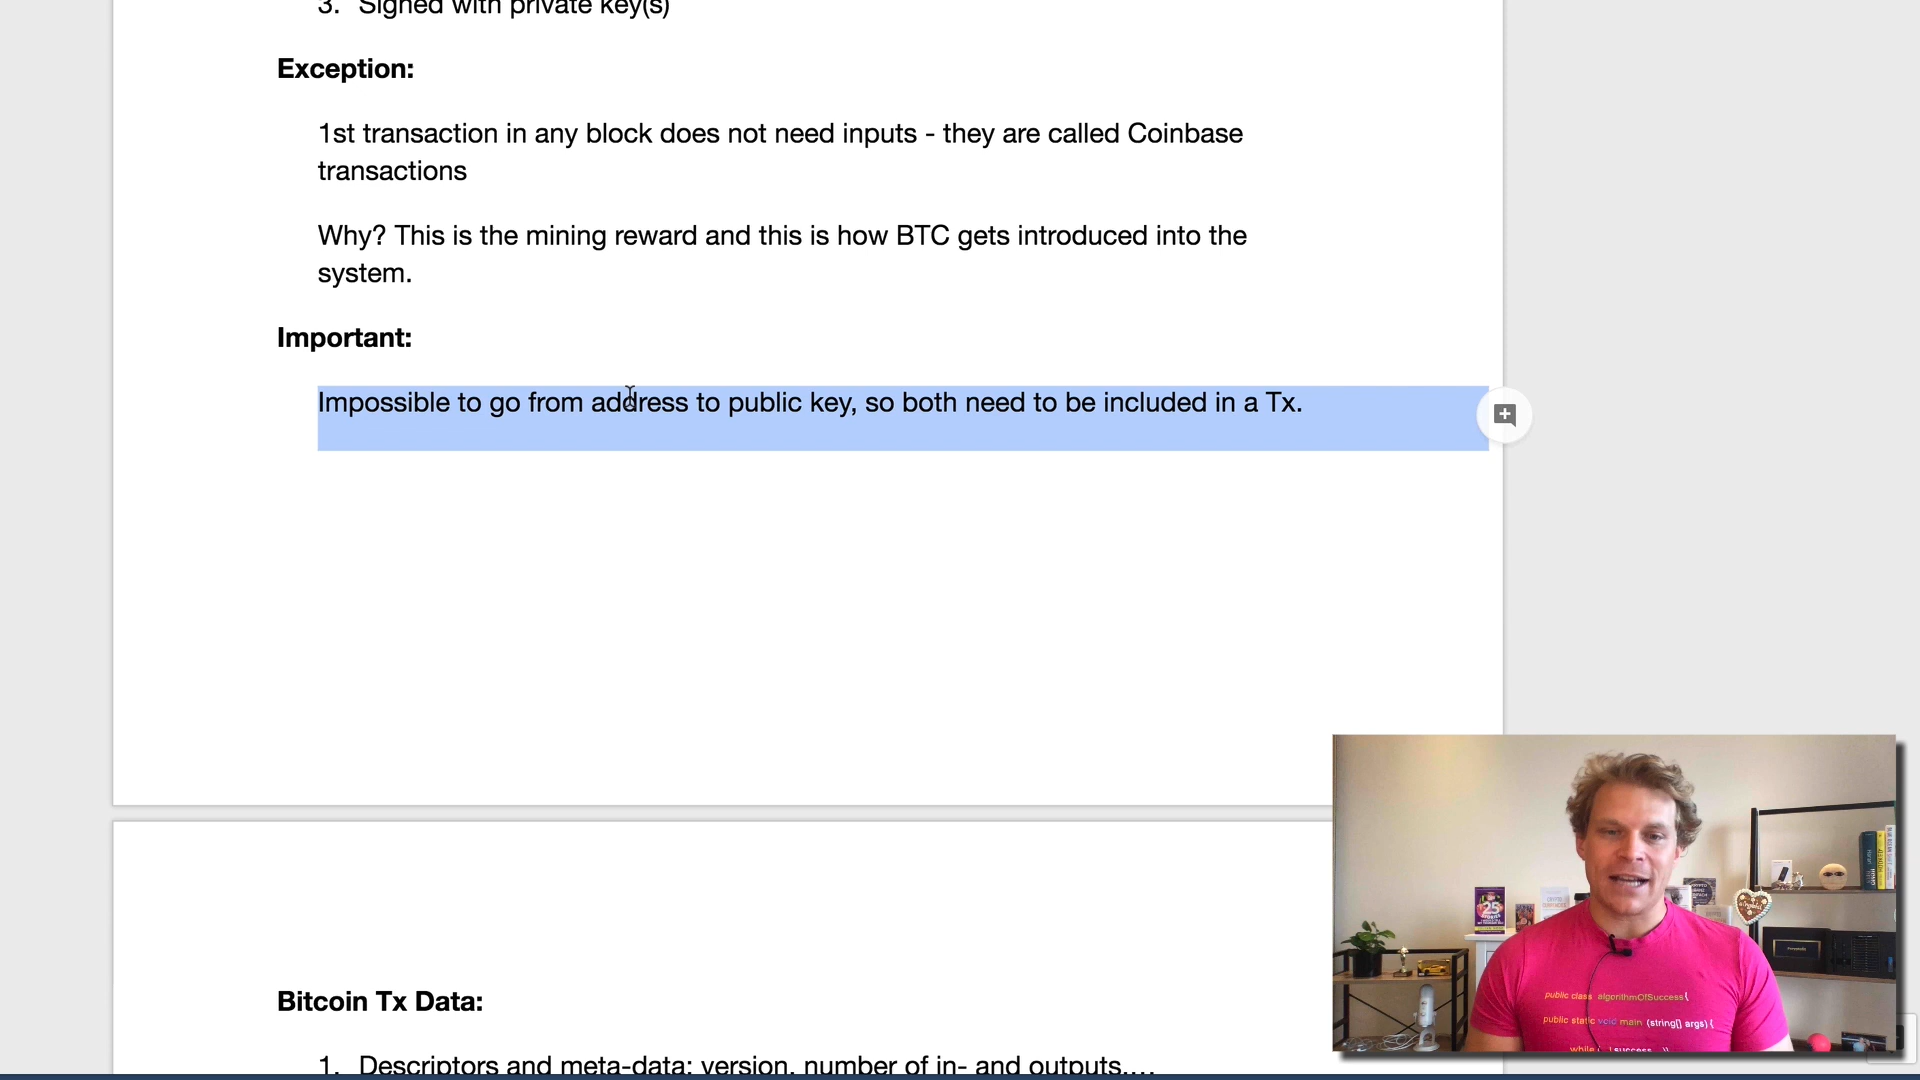 3. Signed with private key(s)
Exception:
1st transaction in any block does not need inputs - they are called Coinbase
transactions
Why? This is the mining reward and this is how BTC gets introduced into the
system.
Important:
Impossible to go from address to public key, so both need to be included in a Tx.
Bitcoin Tx Data:
1. Descriptors and meta-data: version, number of in- and outputs,...
25
STORIES
public class algorithmOfSuccess{
public static void main (string[] args) {
while( !success